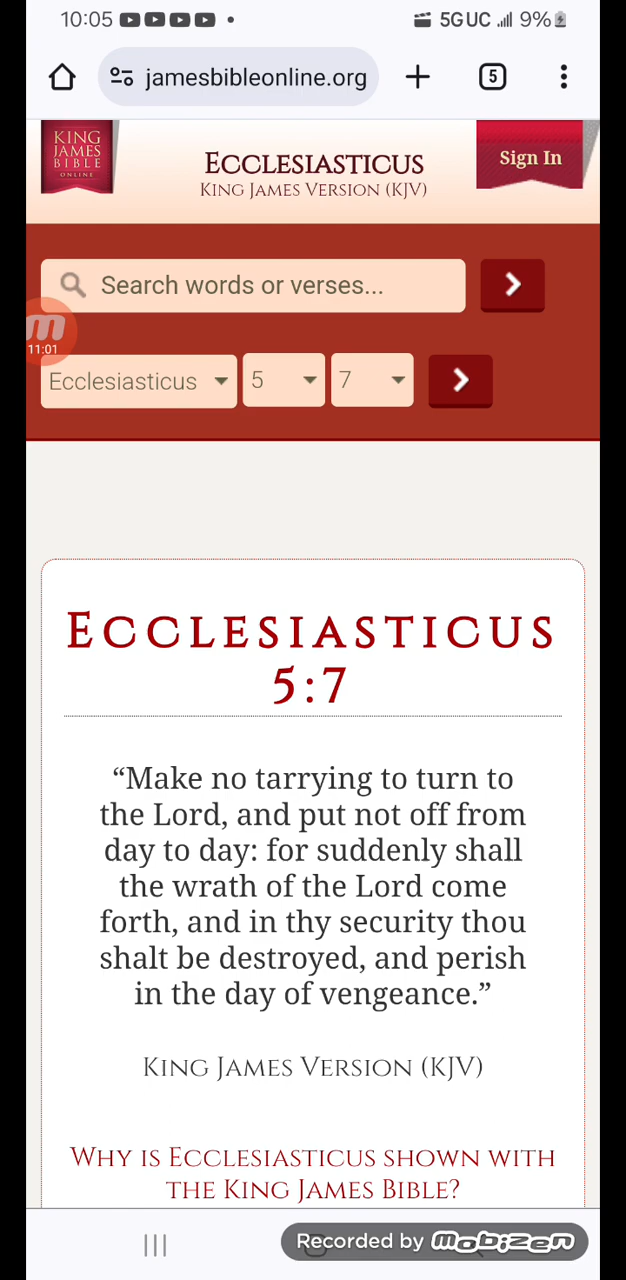 10:05
5G UC 9%
jamesbibleonline.org
5
KING
JAMES
BIBLE
ONLINE
Ecclesiasticus
King James Version (KJV)
Sign In
Search words or verses...
11:01
Ecclesiasticus 5 7
Ecclesiasticus
5:7
“Make no tarrying to turn to
the Lord, and put not off from
day to day: for suddenly shall
the wrath of the Lord come
forth, and in thy security thou
shalt be destroyed, and perish
in the day of vengeance.”
King James Version (KJV)
Why is Ecclesiasticus shown with
the King James Bible?
Recorded by mobizen